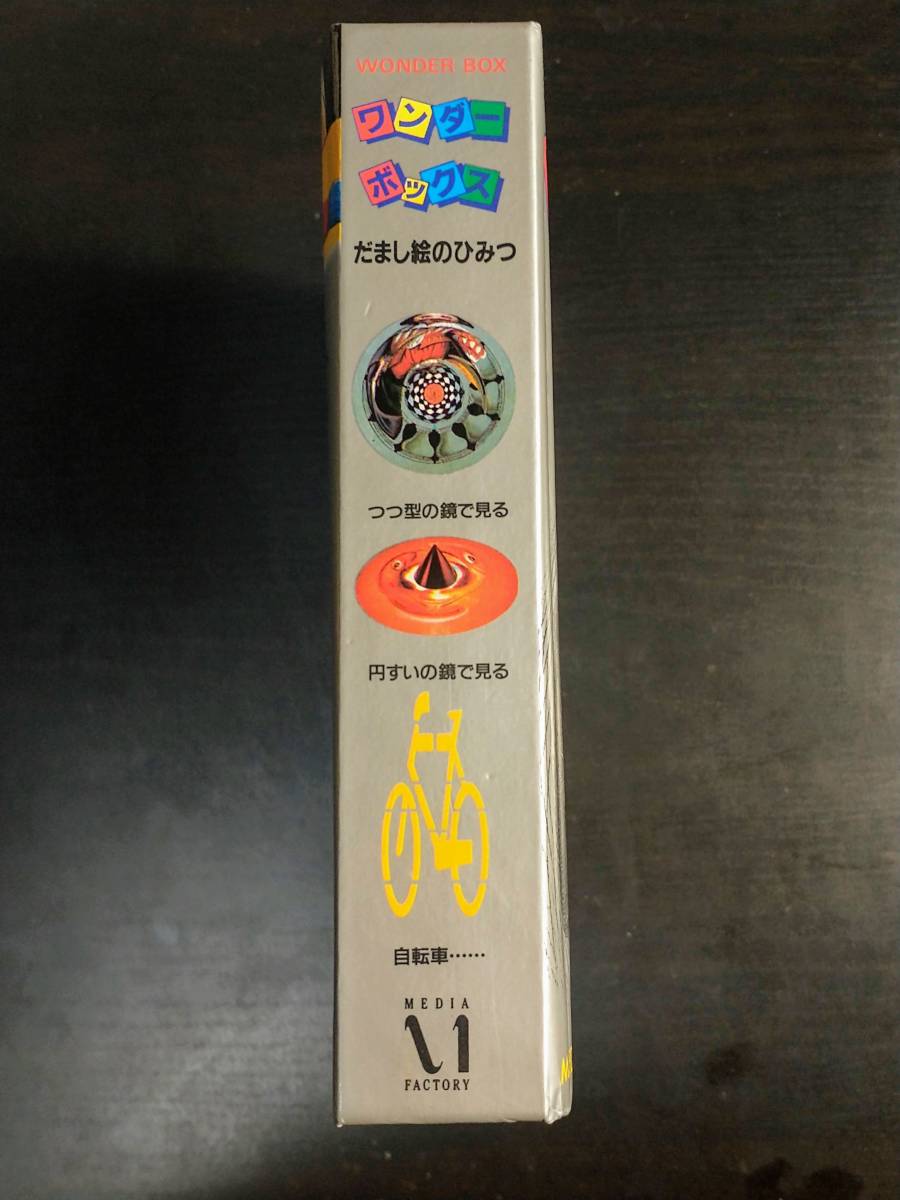 WONDER BOX
ワンダー
ボックス
だまし絵のひみつ
つつ型の鏡で見る
円すいの鏡で見る
自転車……
MEDIA
FACTORY